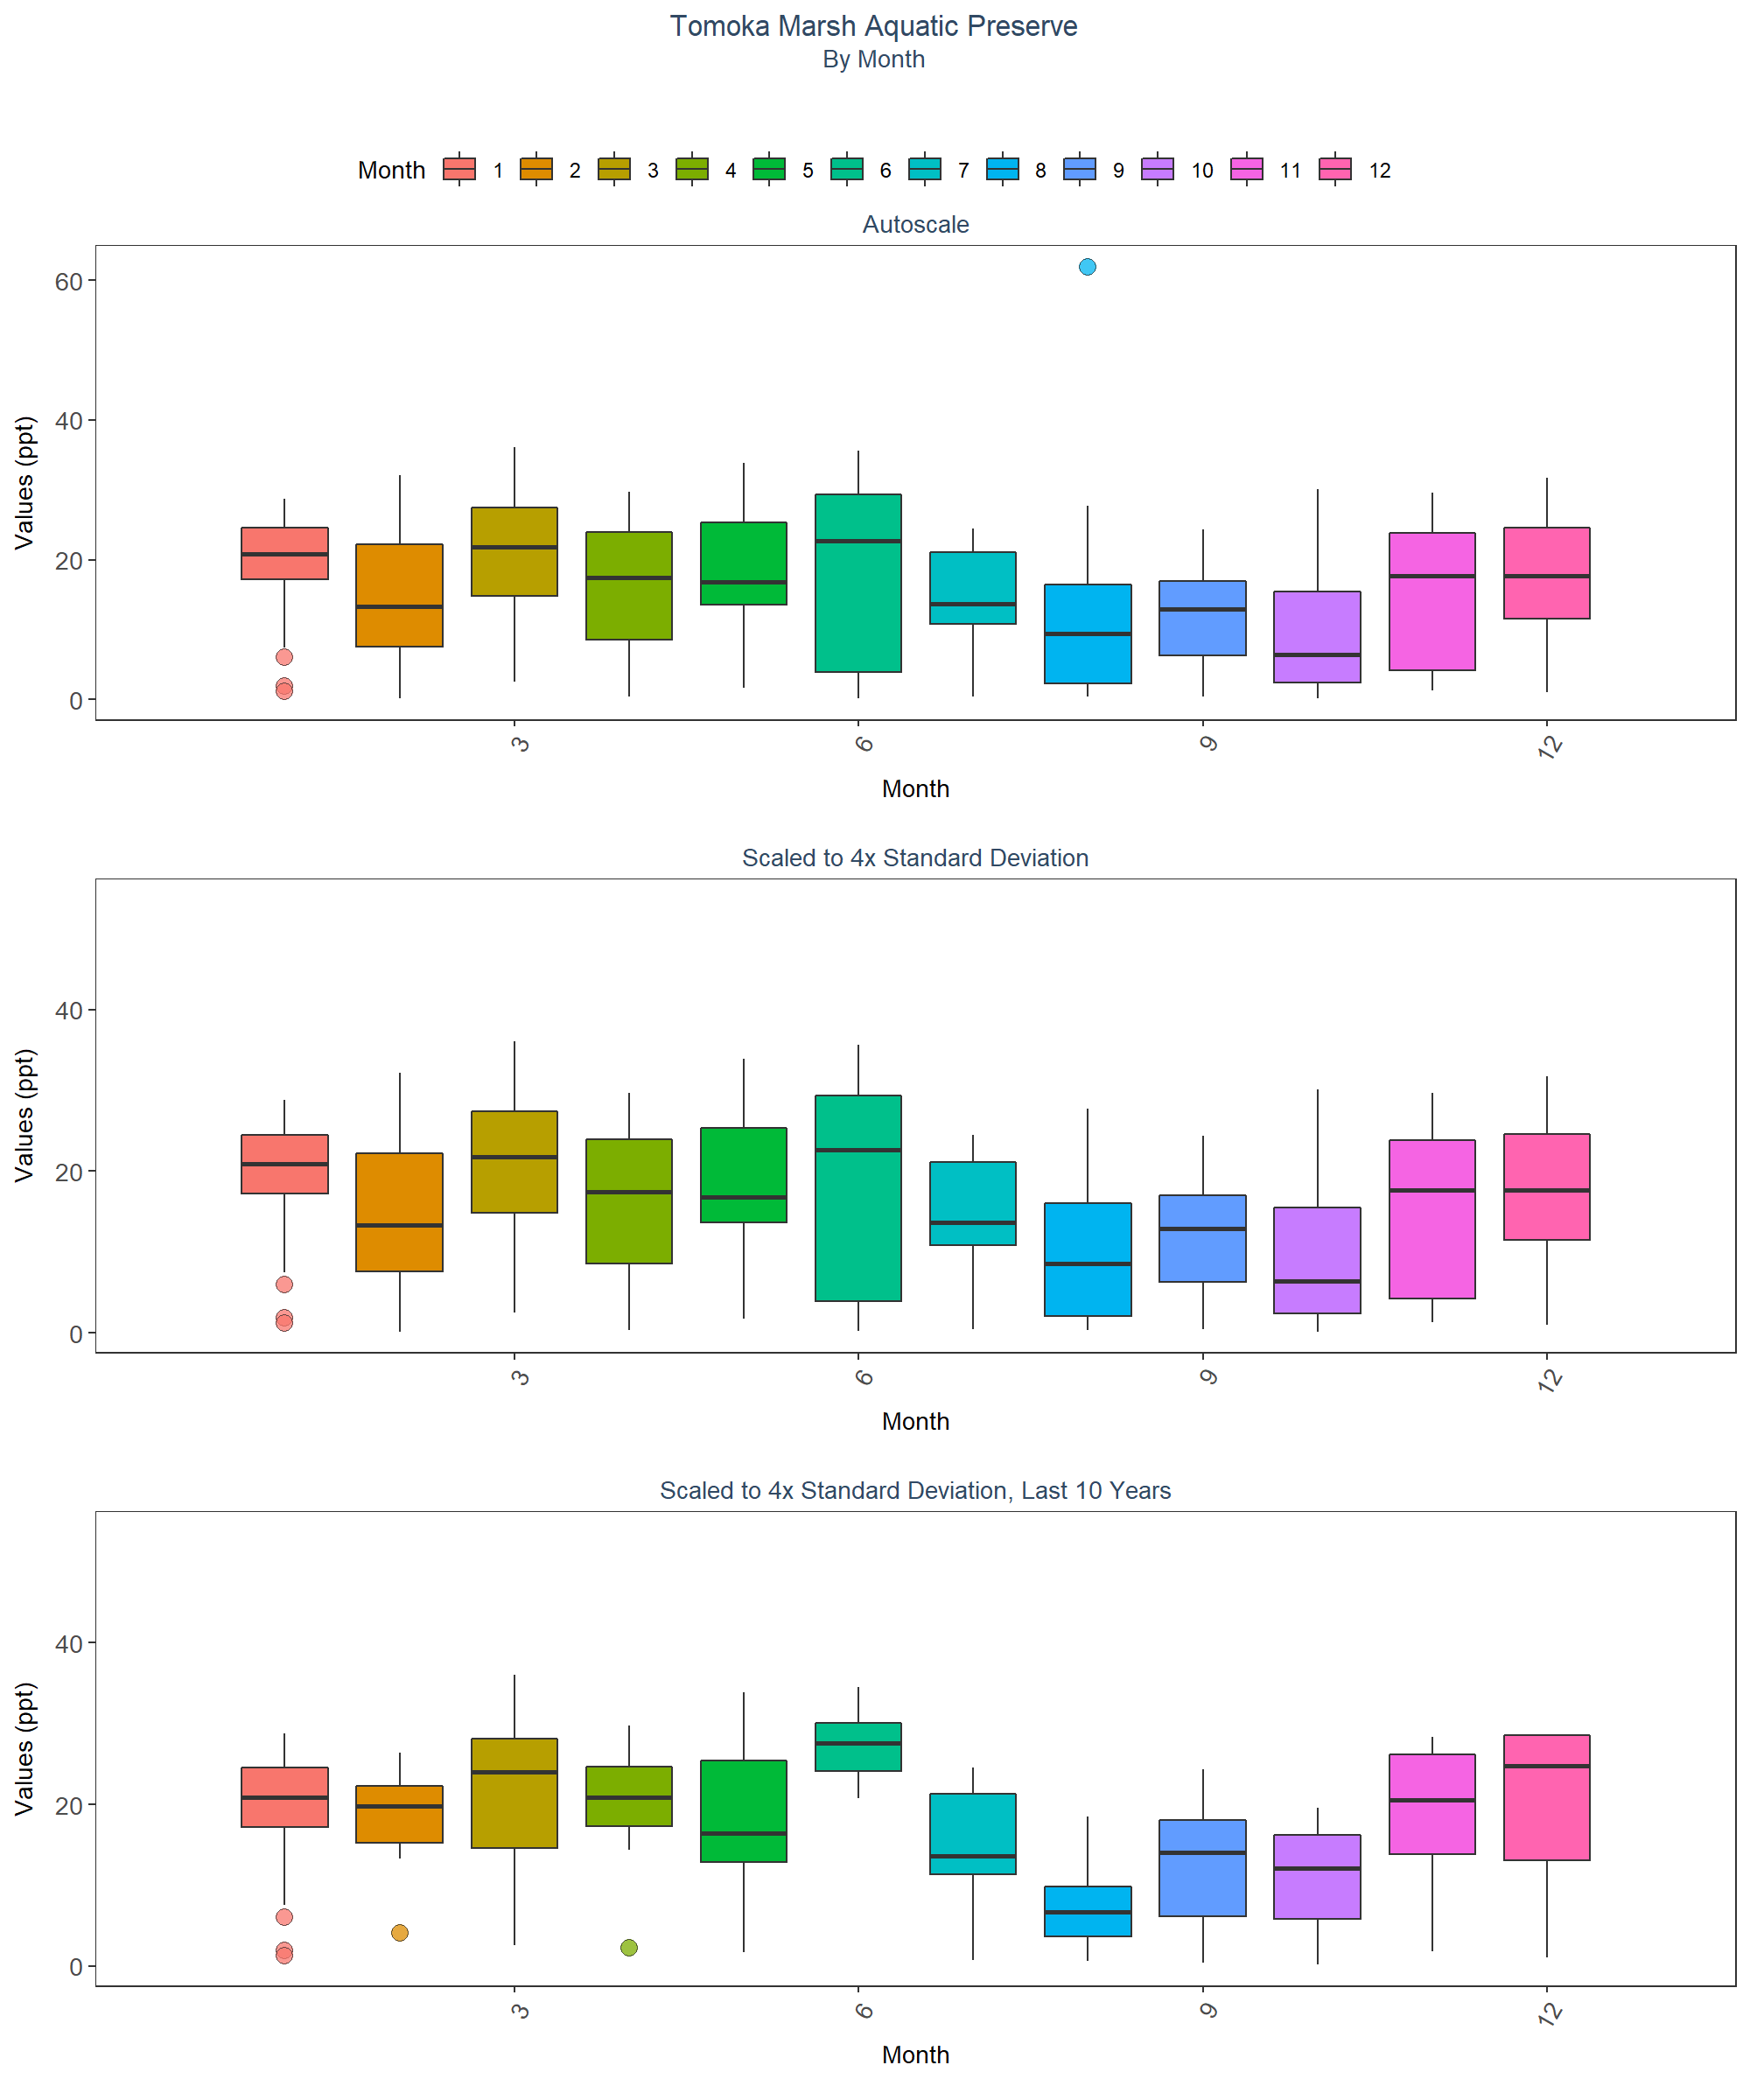 Tomoka Marsh Aquatic Preserve
By Month
Month 1 2 3 4 5 6 7 8 9 10 11 12
Autoscale
Values (ppt)
60
40
20
0
3 6 9 12
Month
Scaled to 4x Standard Deviation
Values (ppt)
40
20
0
3 6 9 12
Month
Scaled to 4x Standard Deviation, Last 10 Years
Values (ppt)
40
20
0
3 6 9 12
Month